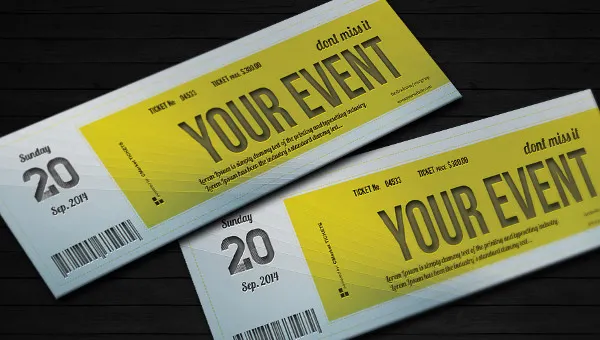 dont miss it
TICKET No 04533 TICKET PRICE. $300.00
YOUR EVENT
Lorem Ipsum is simply dummy text of the printing and typesetting industry
Lorem Ipsum has been the industry s standard dummy text...
Sunday
20
Sep. 2014
dont miss it
TICKET No 04533 TICKET PRICE. $300.00
YOUR EVENT
Lorem Ipsum is simply dummy text of the printing and typesetting industry
Lorem Ipsum has been the industry s
standard dummy text...
Sunday
20
Sep. 2014